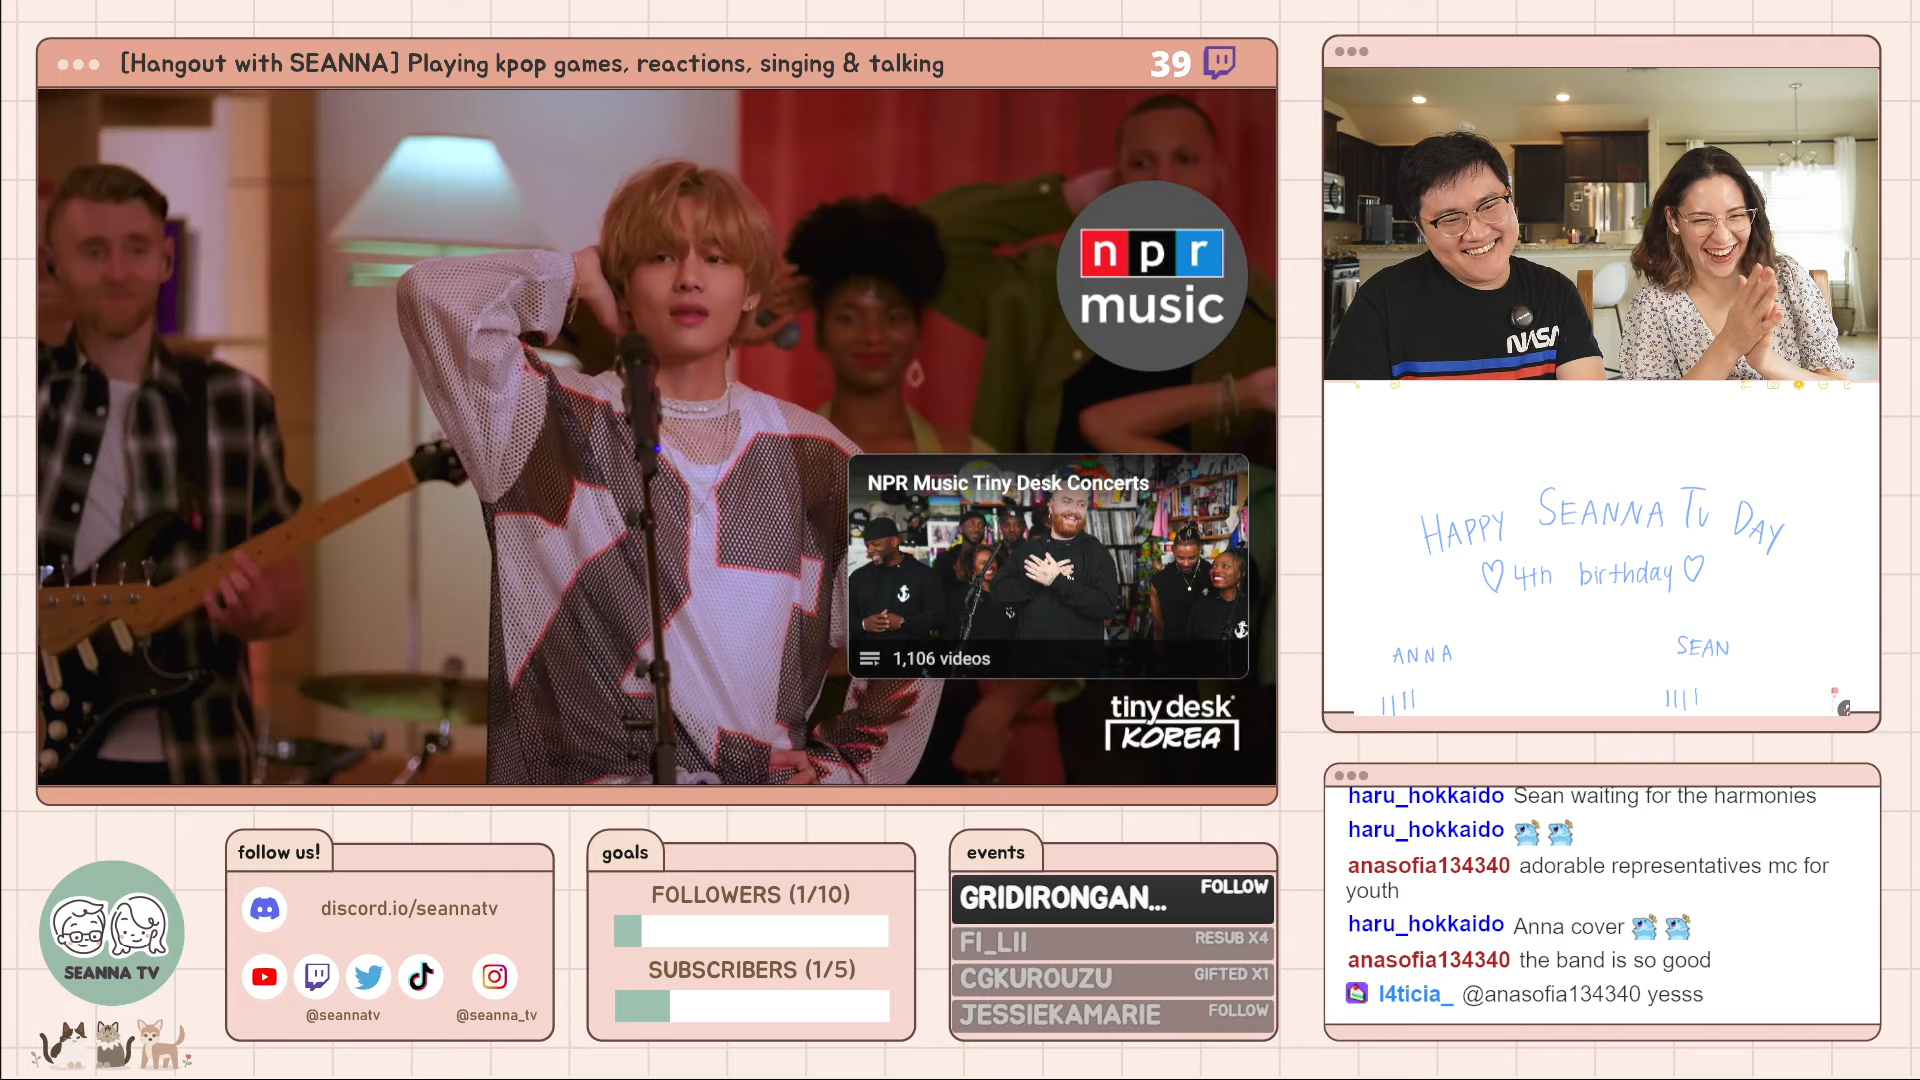 [Hangout with SEANNA] Playing kpop games, reactions, singing & talking
39
npr
music
NPR Music Tiny Desk Concerts
1,106 videos
tiny desk
KOREA
NASA
HAPPY SEANNA TV DAY
♡ 4th birthday ♡
ANNA
SEAN
haru_hokkaido Sean waiting for the harmonies
haru_hokkaido
anasofia134340 adorable representatives mc for
youth
haru_hokkaido Anna cover
anasofia134340 the band is so good
l4ticia_ @anasofia134340 yesss
SEANNA TV
follow us!
discord.io/seannatv
@seannatv
@seanna_tv
goals
FOLLOWERS (1/10)
SUBSCRIBERS (1/5)
events
GRIDIRONGAN... FOLLOW
FI_LII RESUB X4
CGKUROUZU GIFTED X1
JESSIEKAMARIE FOLLOW